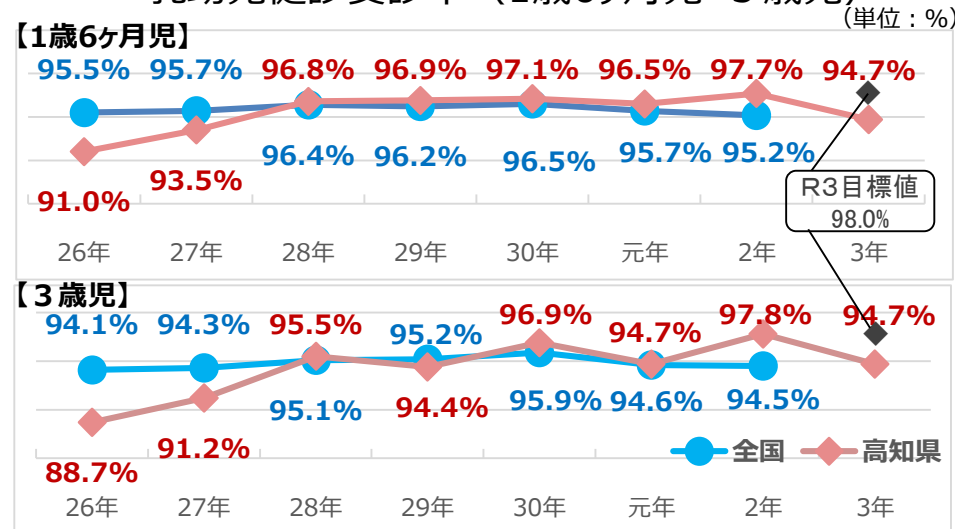 (単位:%)
【1歳6ヶ月児】
95.5% 95.7% 96.8% 96.9% 97.1% 96.5% 97.7% 94.7%
91.0% 93.5% 96.4% 96.2% 96.5% 95.7% 95.2%
R3目標値
98.0%
26年 27年 28年 29年 30年 元年 2年 3年
【3歳児】
94.1% 94.3% 95.5% 95.2% 96.9% 94.7% 97.8% 94.7%
88.7% 91.2% 95.1% 94.4% 95.9% 94.6% 94.5%
全国 高知県
26年 27年 28年 29年 30年 元年 2年 3年